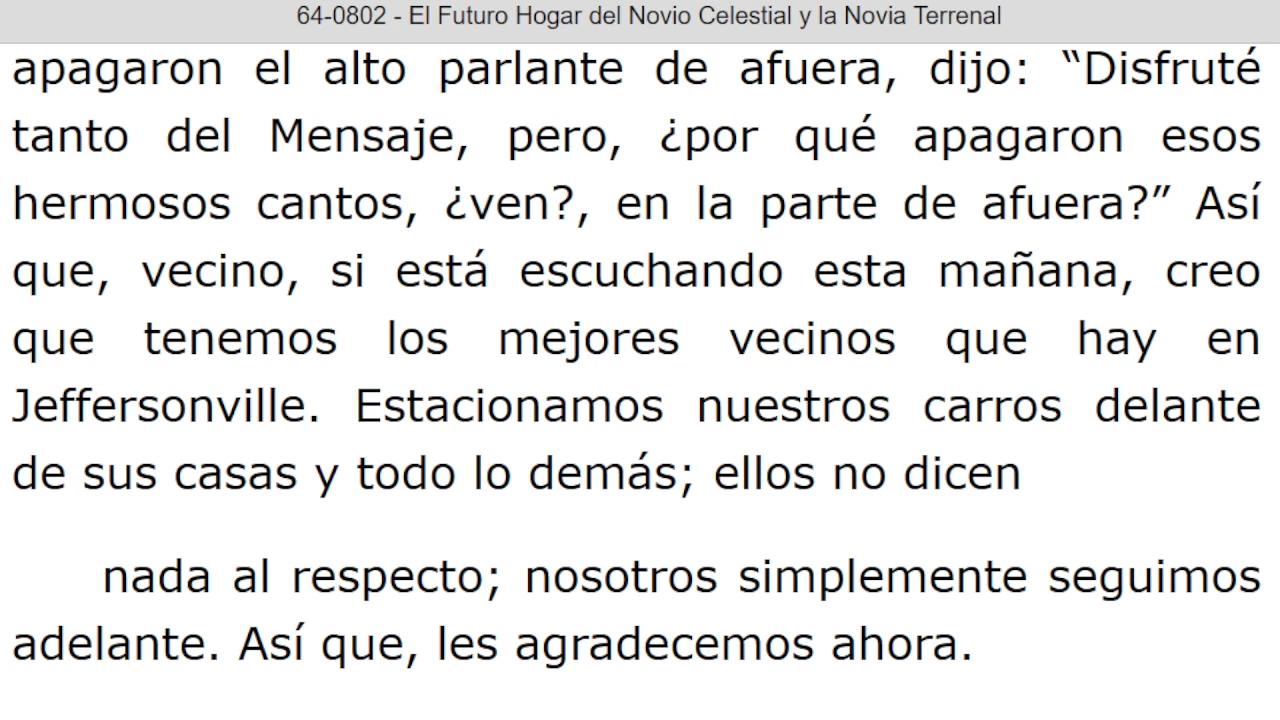 64-0802 - El Futuro Hogar del Novio Celestial y la Novia Terrenal
apagaron el alto parlante de afuera, dijo: “Disfruté
tanto del Mensaje, pero, ¿por qué apagaron esos
hermosos cantos, ¿ven?, en la parte de afuera?” Así
que, vecino, si está escuchando esta mañana, creo
que tenemos los mejores vecinos que hay en
Jeffersonville. Estacionamos nuestros carros delante
de sus casas y todo lo demás; ellos no dicen
nada al respecto; nosotros simplemente seguimos
adelante. Así que, les agradecemos ahora.